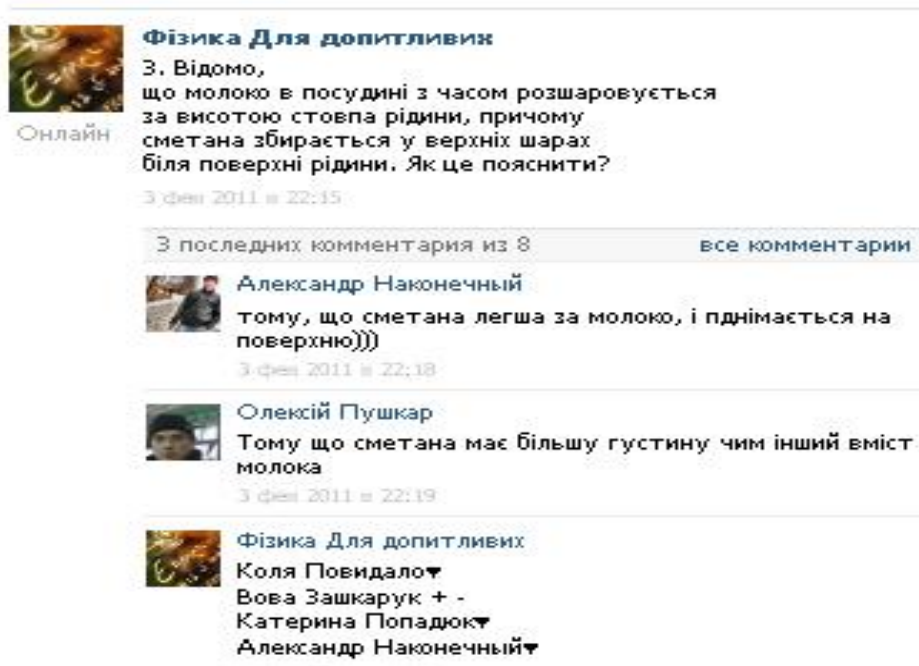 Фізика Для допитливих
3. Відомо,
що молоко в посудині з часом розшаровується
за висотою стовпа рідини, причому
сметана збирається у верхніх шарах
біля поверхні рідини. Як це пояснити?
Онлайн
3 фев 2011 в 22:15
3 последних комментария из 8
все комментарии
Александр Наконечный
тому, що сметана легша за молоко, і пднімається на
поверхню)))
3 фев 2011 в 22:18
Олексій Пушкар
Тому що сметана має більшу густину чим інший вміст
молока
3 фев 2011 в 22:19
Фізика Для допитливих
Коля Повидало▾
Вова Зашкарук + -
Катерина Попадюк▾
Александр Наконечный▾